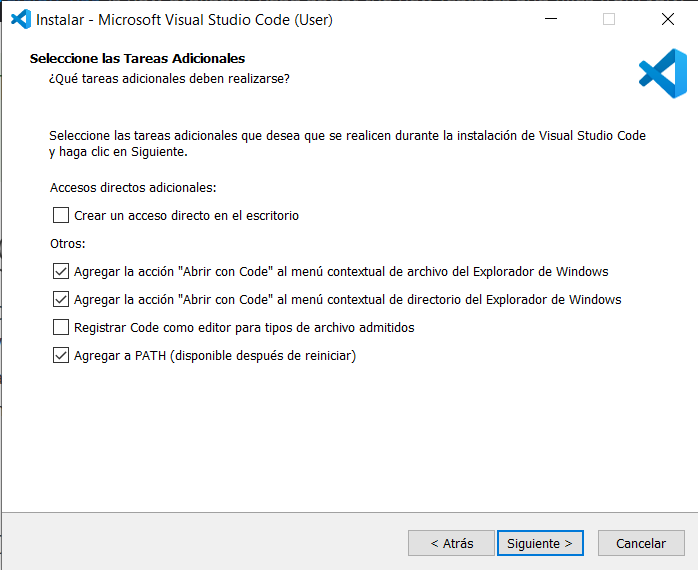 Instalar - Microsoft Visual Studio Code (User)
Seleccione las Tareas Adicionales
¿Qué tareas adicionales deben realizarse?
Seleccione las tareas adicionales que desea que se realicen durante la instalación de Visual Studio Code
y haga clic en Siguiente.
Accesos directos adicionales:
Crear un acceso directo en el escritorio
Otros:
Agregar la acción "Abrir con Code" al menú contextual de archivo del Explorador de Windows
Agregar la acción "Abrir con Code" al menú contextual de directorio del Explorador de Windows
Registrar Code como editor para tipos de archivo admitidos
Agregar a PATH (disponible después de reiniciar)
< Atrás Siguiente > Cancelar